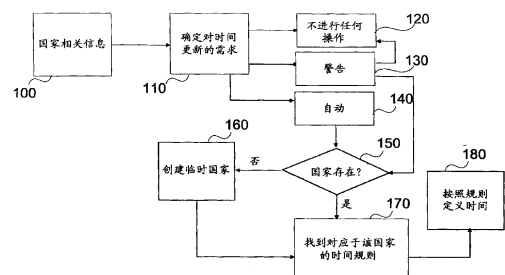 国家相关信息
100
确定对时间
更新的需求
110
不进行任何
操作
120
警告
130
自动
140
国家存在?
150
否
是
创建临时国家
160
找到对应于该国家
的时间规则
170
按照规则
定义时间
180